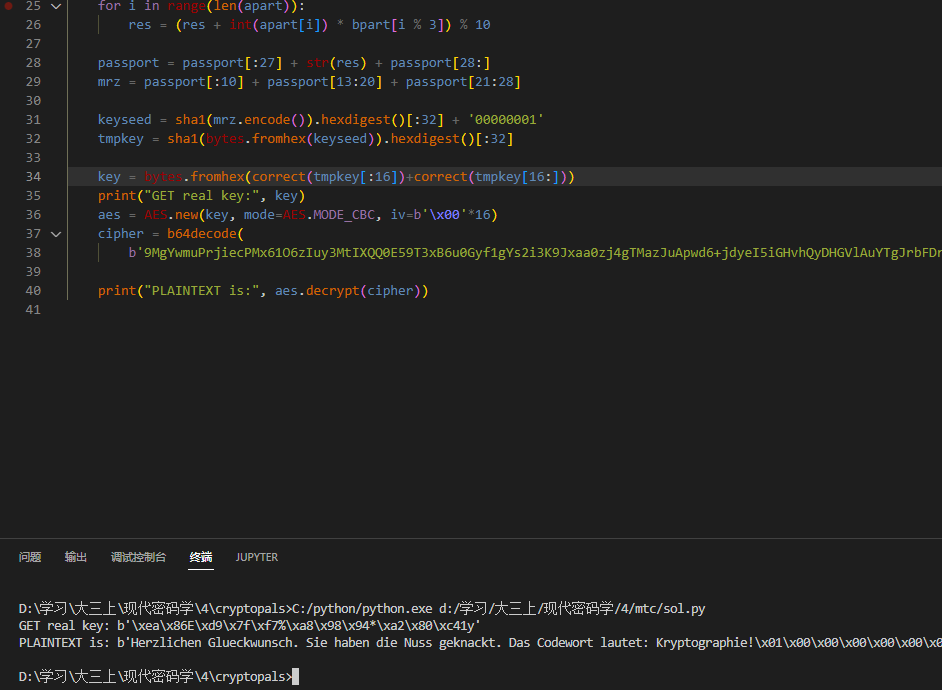 25 for i in range(len(apart)):
26 res = (res + int(apart[i]) * bpart[i % 3]) % 10
27
28 passport = passport[:27] + str(res) + passport[28:]
29 mrz = passport[:10] + passport[13:20] + passport[21:28]
30
31 keyseed = sha1(mrz.encode()).hexdigest()[:32] + '00000001'
32 tmpkey = sha1(bytes.fromhex(keyseed)).hexdigest()[:32]
33
34 key = bytes.fromhex(correct(tmpkey[:16])+correct(tmpkey[16:]))
35 print("GET real key:", key)
36 aes = AES.new(key, mode=AES.MODE_CBC, iv=b'\x00'*16)
37 cipher = b64decode(
38 b'9MgYwmuPrjiecPMx61O6zIuy3MtIXQQ0E59T3xB6u0Gyf1gYs2i3K9Jxaa0zj4gTMazJuApwd6+jdyeI5iGHvhQyDHGVlAuYTgJrbFDr
39
40 print("PLAINTEXT is:", aes.decrypt(cipher))
41
问题 输出 调试控制台 终端 JUPYTER
D:\学习\大三上\现代密码学\4\cryptopals>C:/python/python.exe d:/学习/大三上/现代密码学/4/mtc/sol.py
GET real key: b'\xea\x86E\xd9\x7f\xf7%\xa8\x98\x94*\xa2\x80\xc41y'
PLAINTEXT is: b'Herzlichen Glueckwunsch. Sie haben die Nuss geknackt. Das Codewort lautet: Kryptographie!\x01\x00\x00\x00\x00\x00\x0
D:\学习\大三上\现代密码学\4\cryptopals>